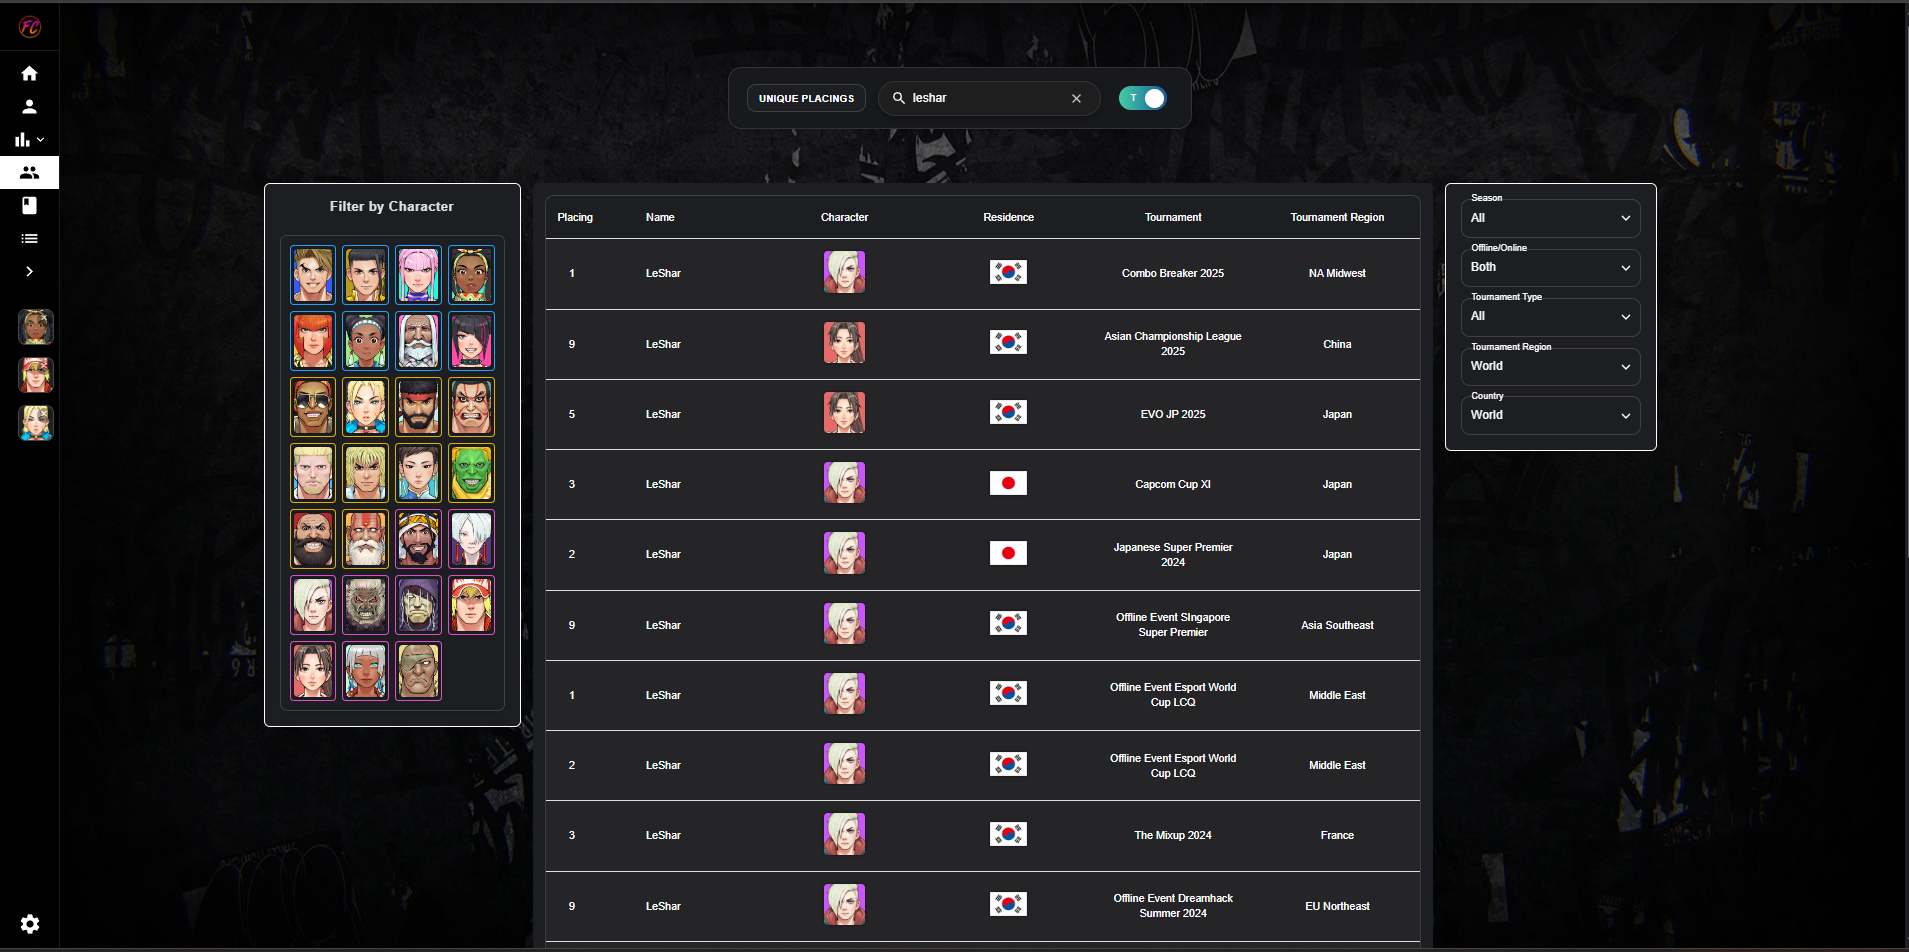 FC
UNIQUE PLACINGS
leshar
T
Filter by Character
Placing Name Character Residence Tournament Tournament Region
1 LeShar Combo Breaker 2025 NA Midwest
9 LeShar Asian Championship League
2025 China
5 LeShar EVO JP 2025 Japan
3 LeShar Capcom Cup XI Japan
2 LeShar Japanese Super Premier
2024 Japan
9 LeShar Offline Event SIngapore
Super Premier Asia Southeast
1 LeShar Offline Event Esport World
Cup LCQ Middle East
2 LeShar Offline Event Esport World
Cup LCQ Middle East
3 LeShar The Mixup 2024 France
9 LeShar Offline Event Dreamhack
Summer 2024 EU Northeast
Season
All
Offline/Online
Both
Tournament Type
All
Tournament Region
World
Country
World